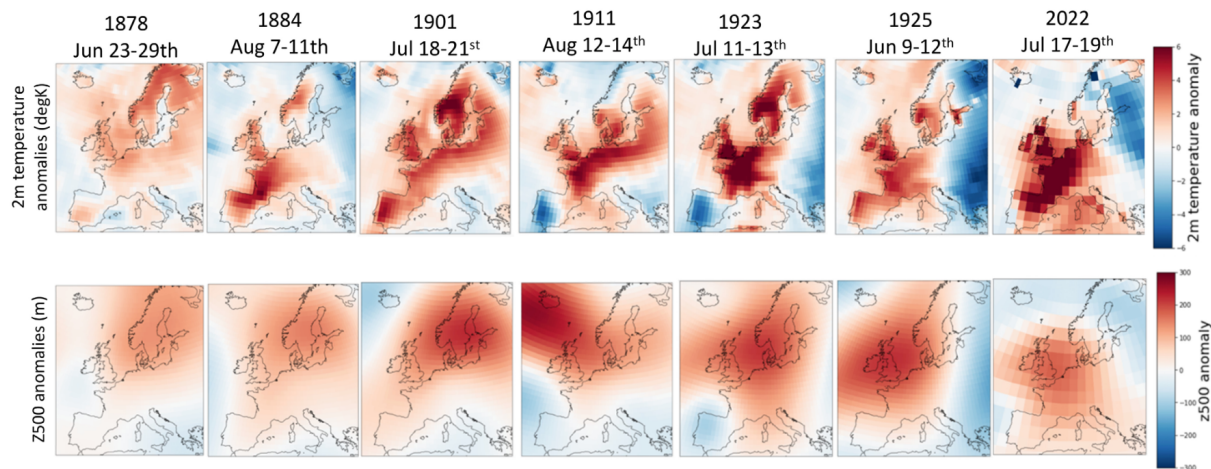 1878
Jun 23-29th
1884
Aug 7-11th
1901
Jul 18-21st
1911
Aug 12-14th
1923
Jul 11-13th
1925
Jun 9-12th
2022
Jul 17-19th
2m temperature
anomalies (degK)
6
4
2
0
−2
−4
−6
2m temperature anomaly
Z500 anomalies (m)
300
200
100
0
−100
−200
−300
Z500 anomaly